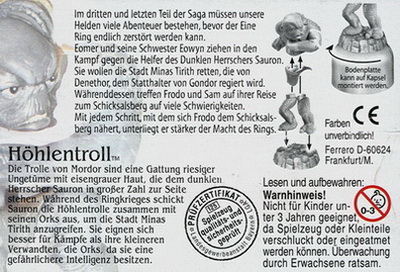 Im dritten und letzten Teil der Saga müssen unsere
Helden viele Abenteuer bestehen, bevor der Eine
Ring endlich zerstört werden kann.
Eomer und seine Schwester Eowyn ziehen in den
Kampf gegen die Helfer des Dunklen Herrschers Sauron.
Sie wollen die Stadt Minas Tirith retten, die von
Denethor, dem Statthalter von Gondor regiert wird.
Währenddessen treffen Frodo und Sam auf ihrer Reise
zum Schicksalsberg auf viele Schwierigkeiten.
Mit jedem Schritt, mit dem sich Frodo dem Schicksals-
berg nähert, unterliegt er stärker der Macht des Rings.
Bodenplatte
kann auf Kapsel
montiert werden.
Farben CE
unverbindlich!
Ferrero D-60624
Frankfurt/M.
Höhlentroll™
Die Trolle von Mordor sind eine Gattung riesiger
Ungetüme mit eisengrauer Haut, die dem dunklen
Herrscher Sauron in großer Zahl zur Seite
stehen. Während des Ringkrieges schickt
Sauron die Höhlentrolle zusammen mit
seinen Orks aus, um die Stadt Minas
Tirith anzugreifen. Sie eignen sich
besser für Kämpfe als ihre kleineren
Verwandten, die Orks, da sie eine
gefährlichere Intelligenz besitzen.
PRÜFZERTIFIKAT
Spielzeug
qualitäts- und
sicherheits-
geprüft
Landesgewerbeanstalt Bayern
Lesen und aufbewahren:
Warnhinweis!
Nicht für Kinder un-
ter 3 Jahren geeignet,
da Spielzeug oder Kleinteile
verschluckt oder eingeatmet
werden können. Überwachung
durch Erwachsene ratsam.
0-3